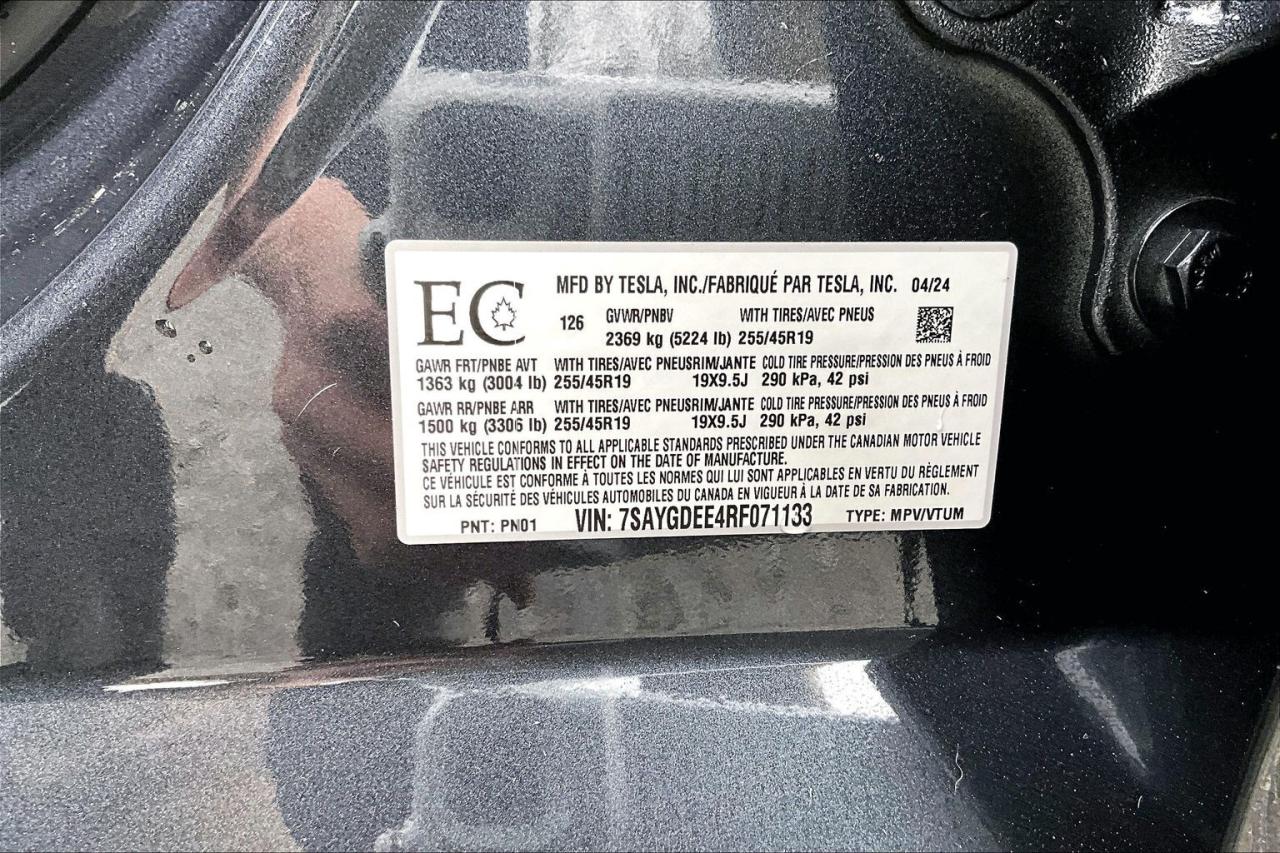 EC MFD BY TESLA, INC./FABRIQUÉ PAR TESLA, INC. 04/24
126 GVWR/PNBV WITH TIRES/AVEC PNEUS
2369 kg (5224 lb) 255/45R19
GAWR FRT/PNBE AVT WITH TIRES/AVEC PNEUS RIM/JANTE COLD TIRE PRESSURE/PRESSION DES PNEUS À FROID
1363 kg (3004 lb) 255/45R19 19X9.5J 290 kPa, 42 psi
GAWR RR/PNBE ARR WITH TIRES/AVEC PNEUS RIM/JANTE COLD TIRE PRESSURE/PRESSION DES PNEUS À FROID
1500 kg (3306 lb) 255/45R19 19X9.5J 290 kPa, 42 psi
THIS VEHICLE CONFORMS TO ALL APPLICABLE STANDARDS PRESCRIBED UNDER THE CANADIAN MOTOR VEHICLE
SAFETY REGULATIONS IN EFFECT ON THE DATE OF MANUFACTURE.
CE VÉHICULE EST CONFORME À TOUTES LES NORMES QUI LUI SONT APPLICABLES EN VERTU DU RÈGLEMENT
SUR LA SÉCURITÉ DES VÉHICULES AUTOMOBILES DU CANADA EN VIGUEUR À LA DATE DE SA FABRICATION.
PNT: PN01 VIN: 7SAYGDEE4RF071133 TYPE: MPV/VTUM